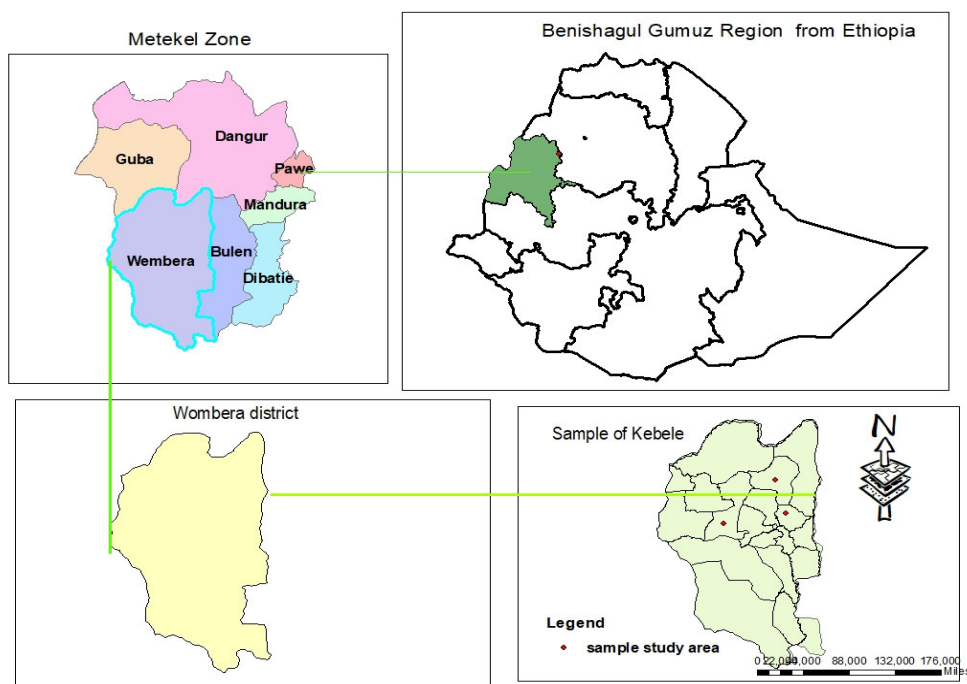 Metekel Zone
Benishagul Gumuz Region from Ethiopia
Dangur
Guba
Pawe
Mandura
Wembera
Bulen
Dibatie
Wombera district
Sample of Kebele
N
Legend
sample study area
88,000 132,000 176,000
Miles